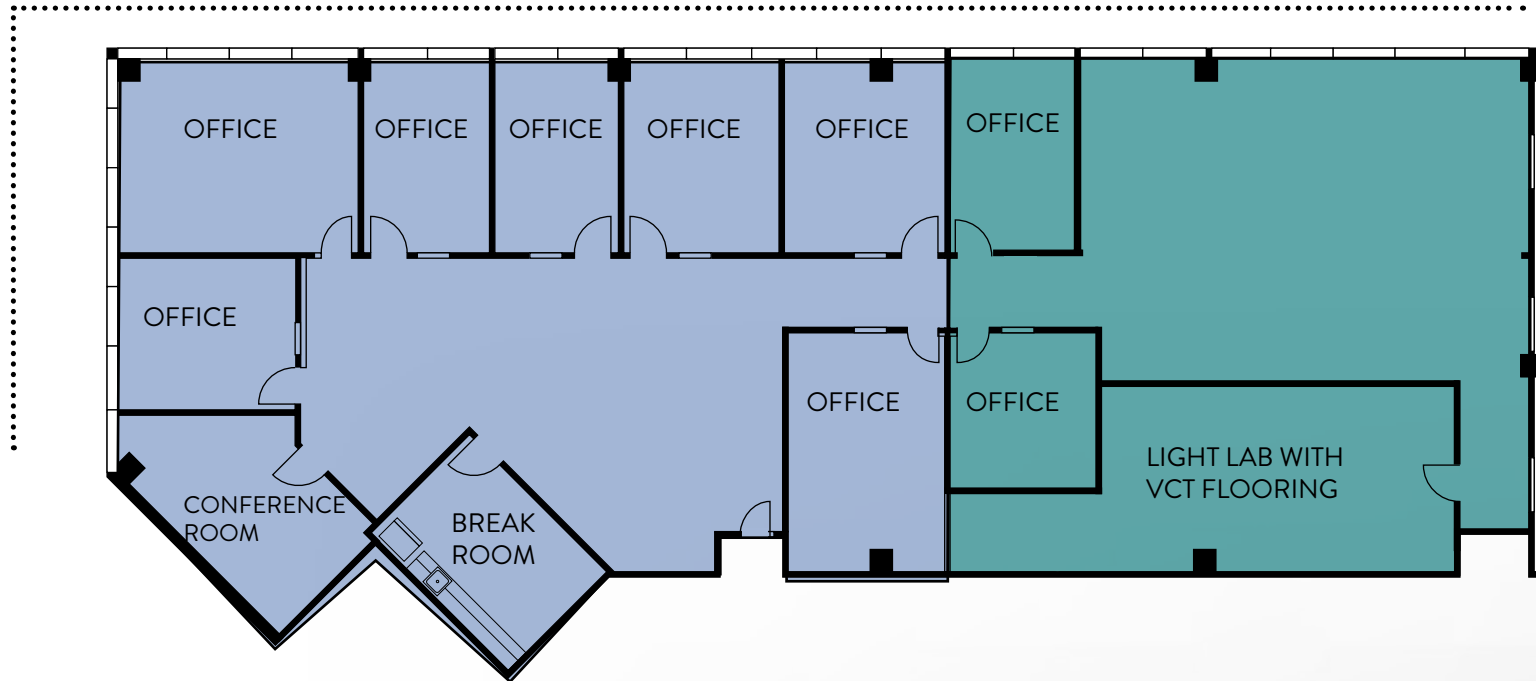 OFFICE
OFFICE
OFFICE
OFFICE
OFFICE
OFFICE
OFFICE
OFFICE
OFFICE
LIGHT LAB WITH
VCT FLOORING
CONFERENCE
ROOM
BREAK
ROOM